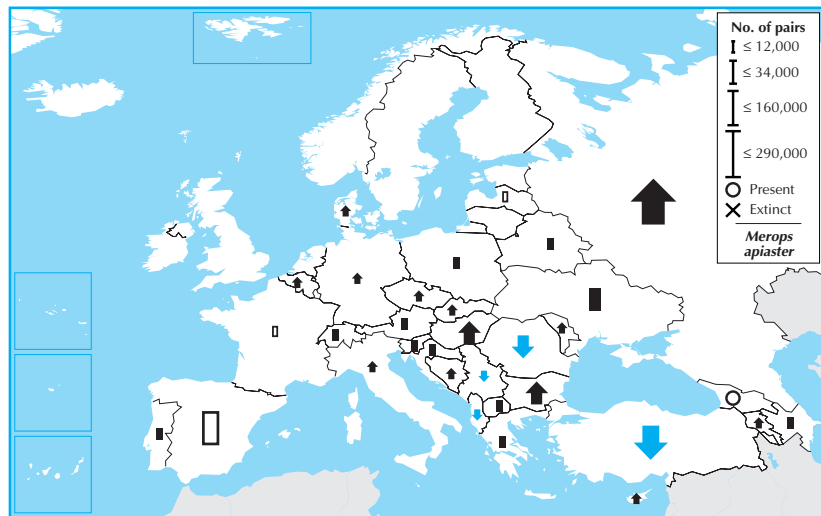 No. of pairs
≤ 12,000
≤ 34,000
≤ 160,000
≤ 290,000
Present
Extinct
Merops
apiaster